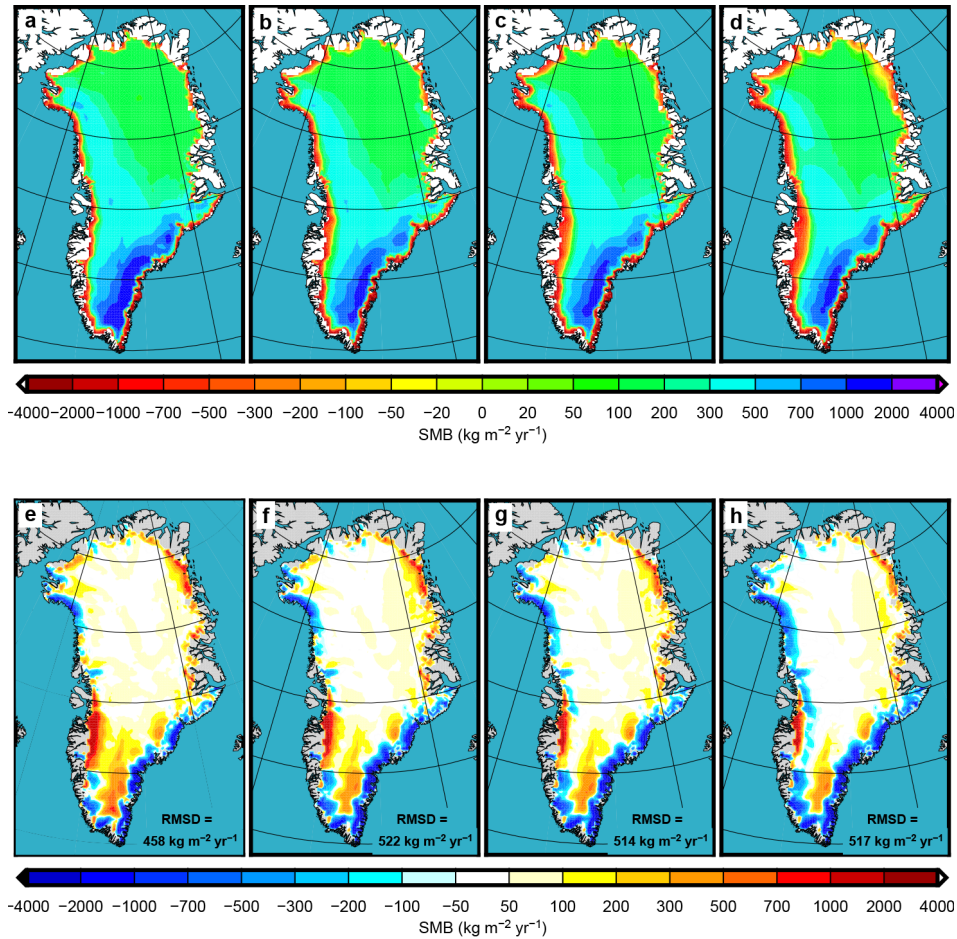 a b c d
−4000 −2000 −1000 −700 −500 −300 −200 −100 −50 −20 0 20 50 100 200 300 500 700 1000 2000 4000
SMB (kg m⁻² yr⁻¹)
e f g h
RMSD = RMSD = RMSD = RMSD =
458 kg m⁻² yr⁻¹ 522 kg m⁻² yr⁻¹ 514 kg m⁻² yr⁻¹ 517 kg m⁻² yr⁻¹
−4000 −2000 −1000 −700 −500 −300 −200 −100 −50 50 100 200 300 500 700 1000 2000 4000
SMB (kg m⁻² yr⁻¹)